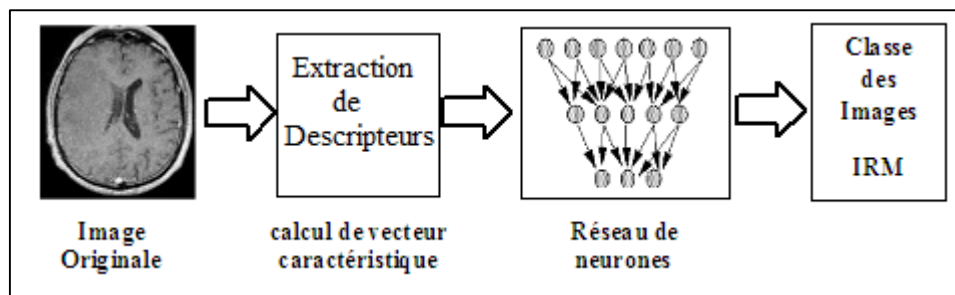 Extraction
de
Descripteurs
Classe
des
Images
IRM
Image
Originale
calcul de vecteur
caractéristique
Réseau de
neurones